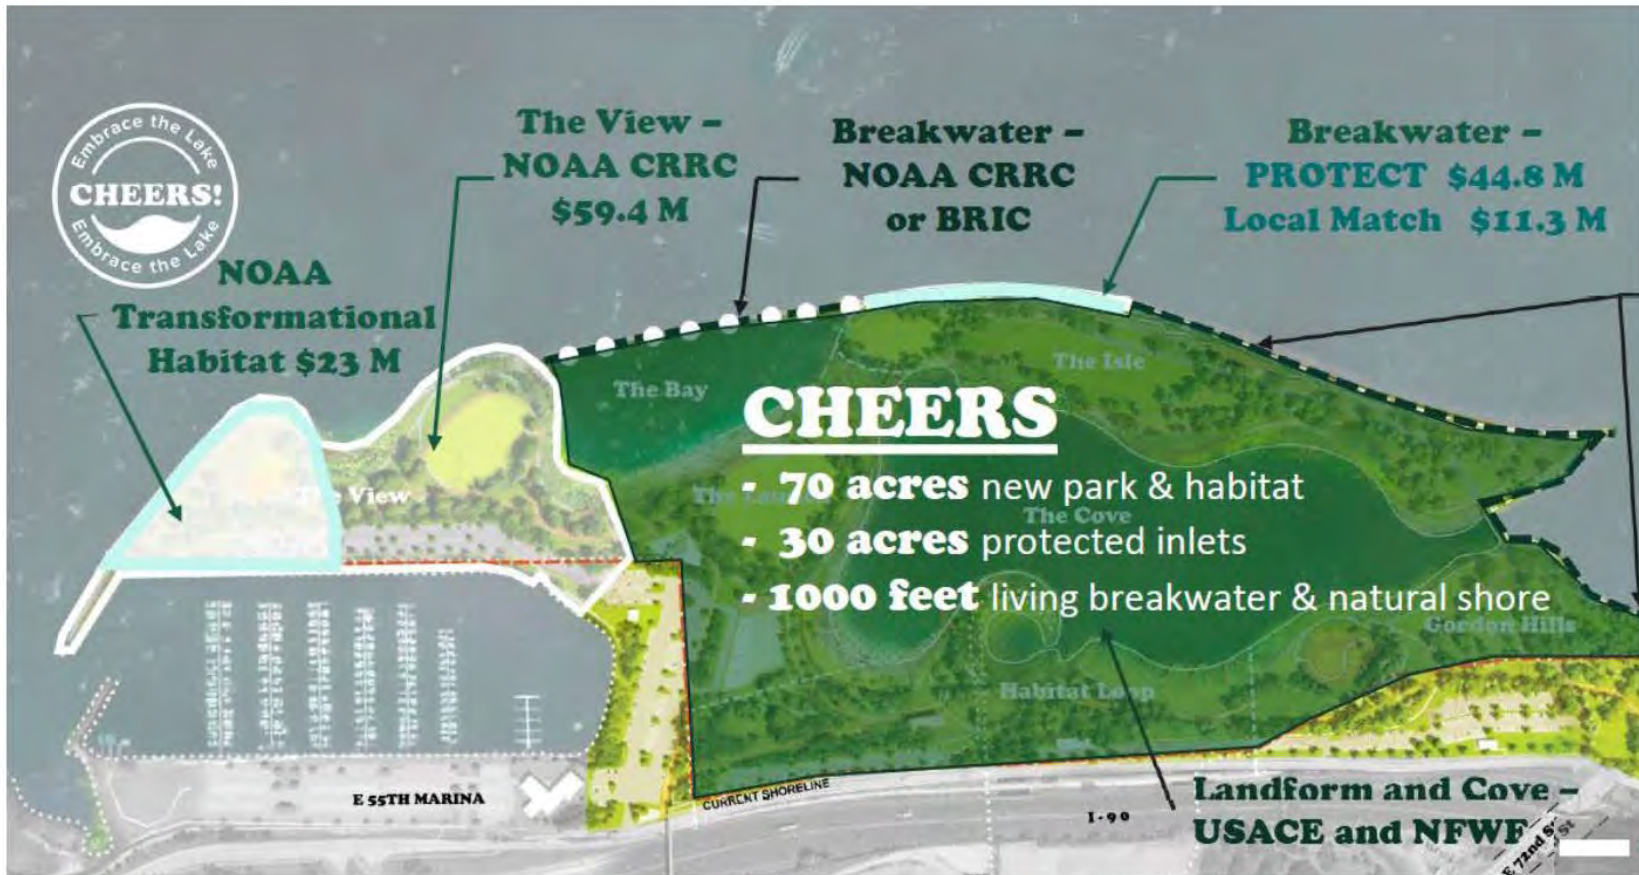 Embrace the Lake
CHEERS!
Embrace the Lake
The View –
NOAA CRRC
$59.4 M
Breakwater –
NOAA CRRC
or BRIC
Breakwater –
PROTECT $44.8 M
Local Match $11.3 M
NOAA
Transformational
Habitat $23 M
The Bay
The Isle
CHEERS
The View
- 70 acres new park & habitat
The Cove
- 30 acres protected inlets
- 1000 feet living breakwater & natural shore
Gordon Hills
Habitat Loop
E 55TH MARINA
CURRENT SHORELINE
I-90
Landform and Cove –
USACE and NFWF
E 72nd St